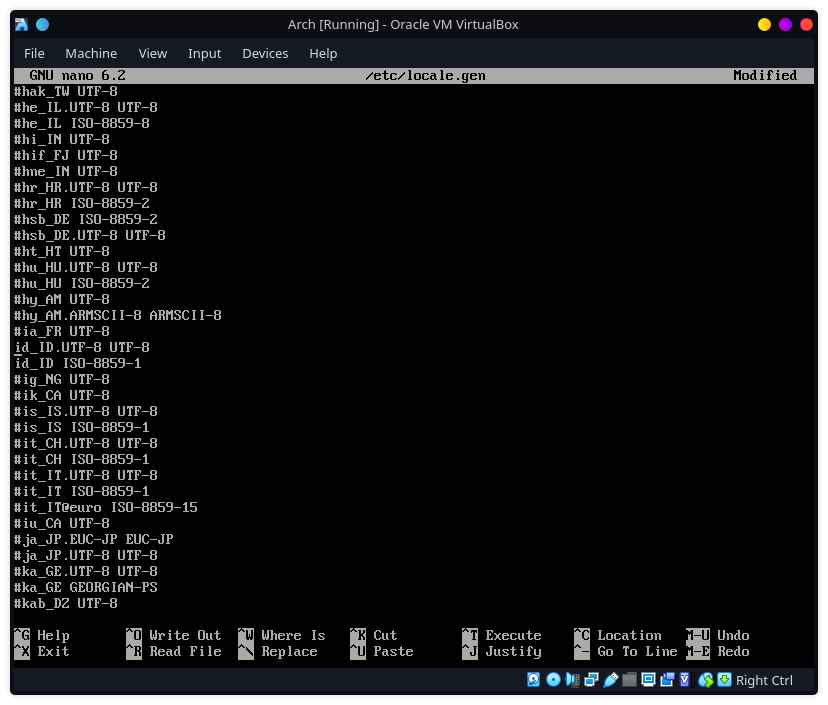 Arch [Running] - Oracle VM VirtualBox
File Machine View Input Devices Help
GNU nano 6.2 /etc/locale.gen Modified
#hak_TW UTF-8
#he_IL.UTF-8 UTF-8
#he_IL ISO-8859-8
#hi_IN UTF-8
#hif_FJ UTF-8
#hne_IN UTF-8
#hr_HR.UTF-8 UTF-8
#hr_HR ISO-8859-2
#hsb_DE ISO-8859-2
#hsb_DE.UTF-8 UTF-8
#ht_HT UTF-8
#hu_HU.UTF-8 UTF-8
#hu_HU ISO-8859-2
#hy_AM UTF-8
#hy_AM.ARMSCII-8 ARMSCII-8
#ia_FR UTF-8
id_ID.UTF-8 UTF-8
id_ID ISO-8859-1
#ig_NG UTF-8
#ik_CA UTF-8
#is_IS.UTF-8 UTF-8
#is_IS ISO-8859-1
#it_CH.UTF-8 UTF-8
#it_CH ISO-8859-1
#it_IT.UTF-8 UTF-8
#it_IT ISO-8859-1
#it_IT@euro ISO-8859-15
#iu_CA UTF-8
#ja_JP.EUC-JP EUC-JP
#ja_JP.UTF-8 UTF-8
#ka_GE.UTF-8 UTF-8
#ka_GE GEORGIAN-PS
#kab_DZ UTF-8
^G Help ^O Write Out ^W Where Is ^K Cut ^T Execute ^C Location M-U Undo
^X Exit ^R Read File ^\ Replace ^U Paste ^J Justify ^_ Go To Line M-E Redo
Right Ctrl